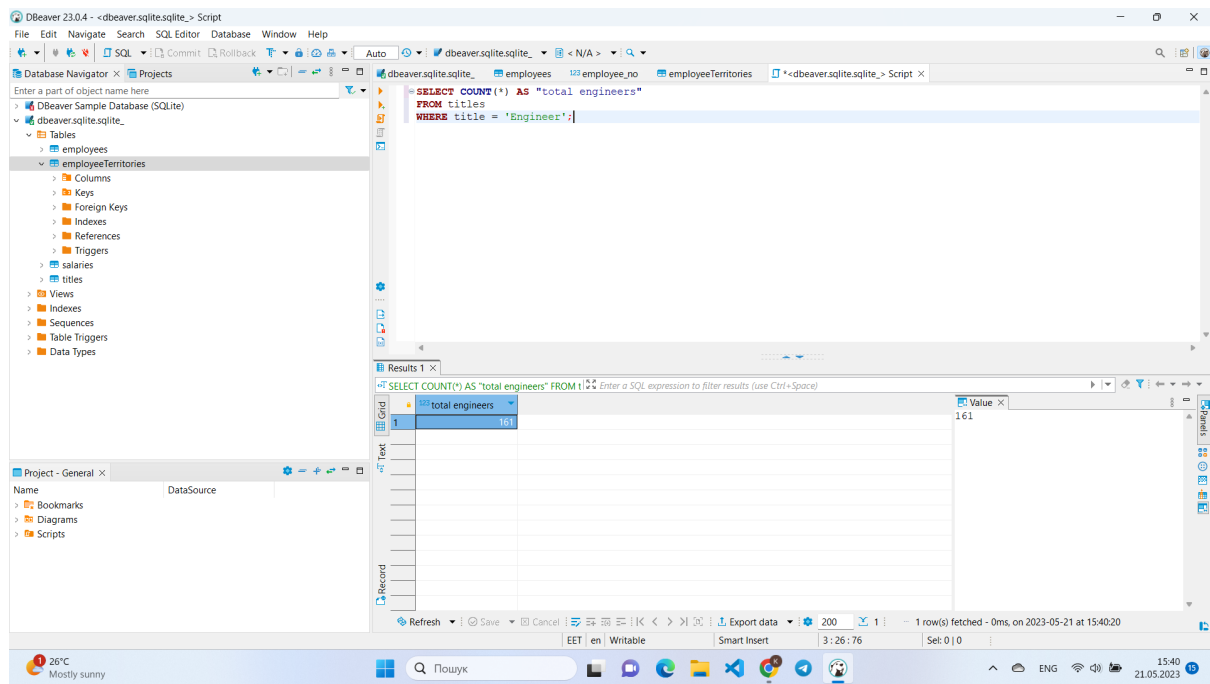 DBeaver 23.0.4 - <dbeaver.sqlite.sqlite_> Script
File Edit Navigate Search SQL Editor Database Window Help
SQL Commit Rollback Auto dbeaver.sqlite.sqlite_ < N/A >
Database Navigator Projects
Enter a part of object name here
DBeaver Sample Database (SQLite)
dbeaver.sqlite.sqlite_
Tables
employees
employeeTerritories
Columns
Keys
Foreign Keys
Indexes
References
Triggers
salaries
titles
Views
Indexes
Sequences
Table Triggers
Data Types
Project - General
Name DataSource
Bookmarks
Diagrams
Scripts
dbeaver.sqlite.sqlite_ employees 123 employee_no employeeTerritories *<dbeaver.sqlite.sqlite_> Script
SELECT COUNT(*) AS "total engineers"
FROM titles
WHERE title = 'Engineer';
Results 1
SELECT COUNT(*) AS "total engineers" FROM t Enter a SQL expression to filter results (use Ctrl+Space)
Grid
Text
Record
123 total engineers
1 161
Value
161
Panels
Refresh Save Cancel Export data 200 1 1 row(s) fetched - 0ms, on 2023-05-21 at 15:40:20
EET en Writable Smart Insert 3 : 26 : 76 Sel: 0 | 0
1 26°C
Mostly sunny
Пошук
K
ENG
15:40
21.05.2023
15